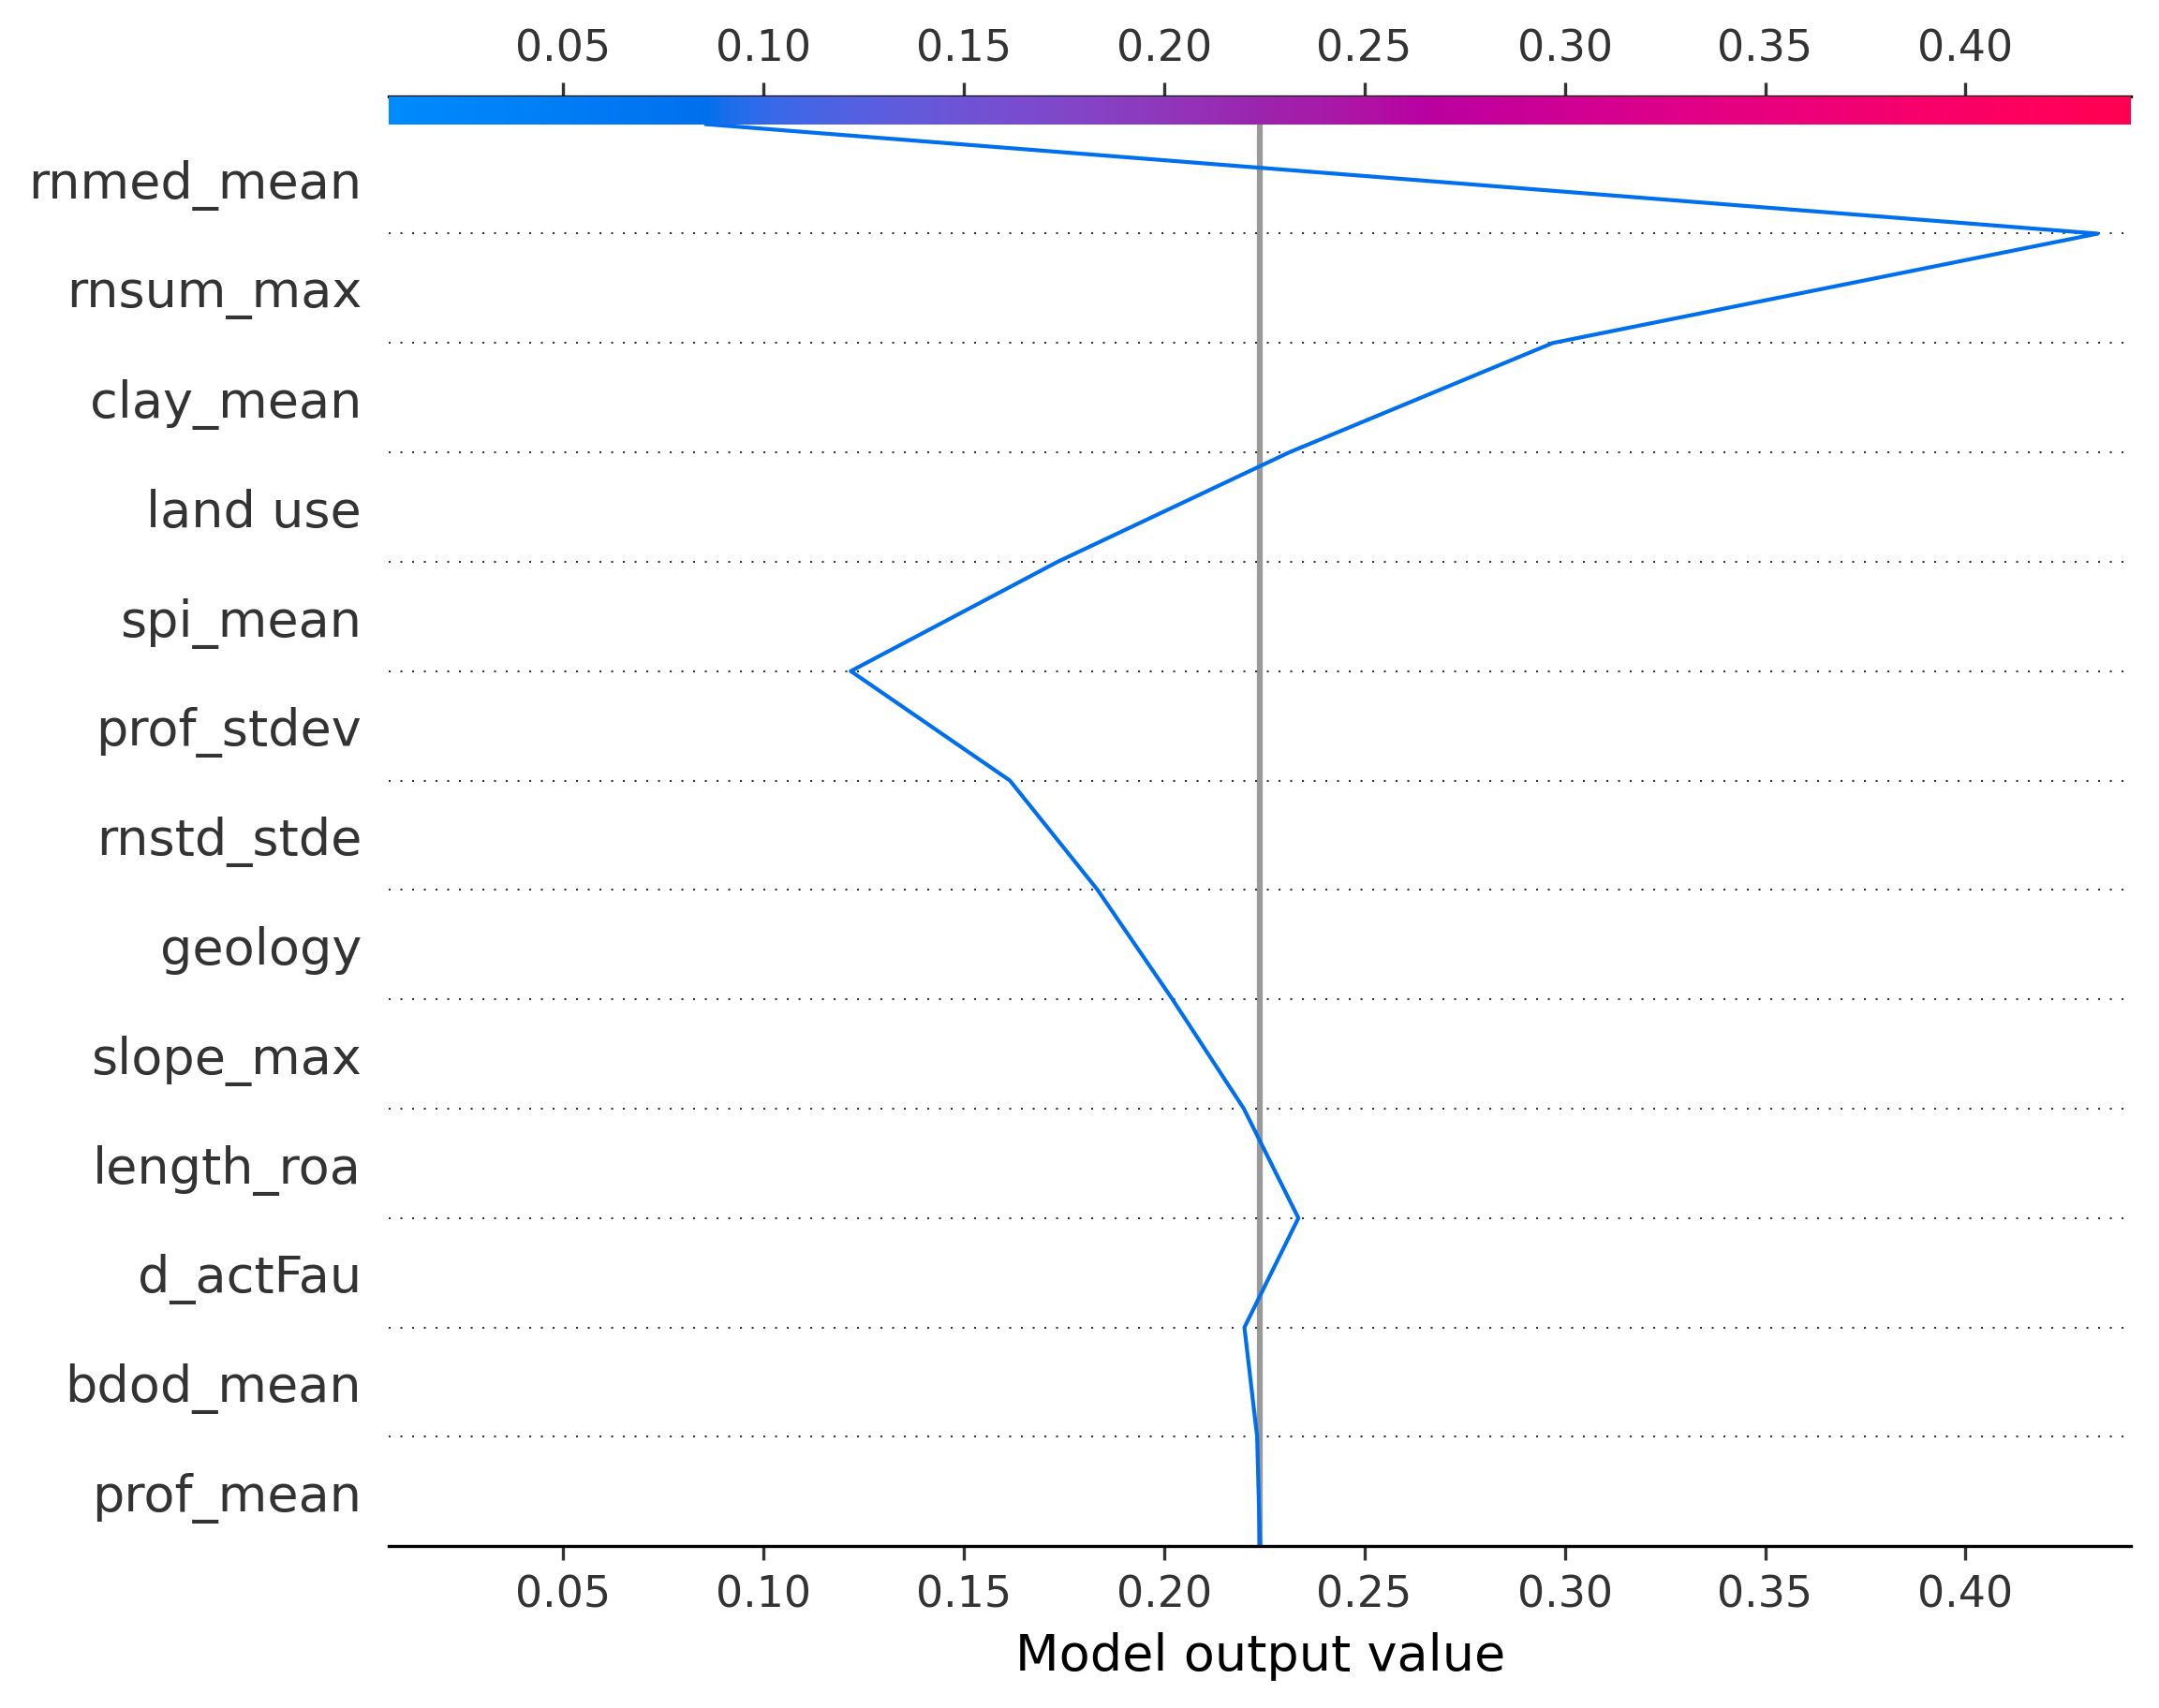 0.05 0.10 0.15 0.20 0.25 0.30 0.35 0.40
rnmed_mean
rnsum_max
clay_mean
land use
spi_mean
prof_stdev
rnstd_stde
geology
slope_max
length_roa
d_actFau
bdod_mean
prof_mean
0.05 0.10 0.15 0.20 0.25 0.30 0.35 0.40
Model output value